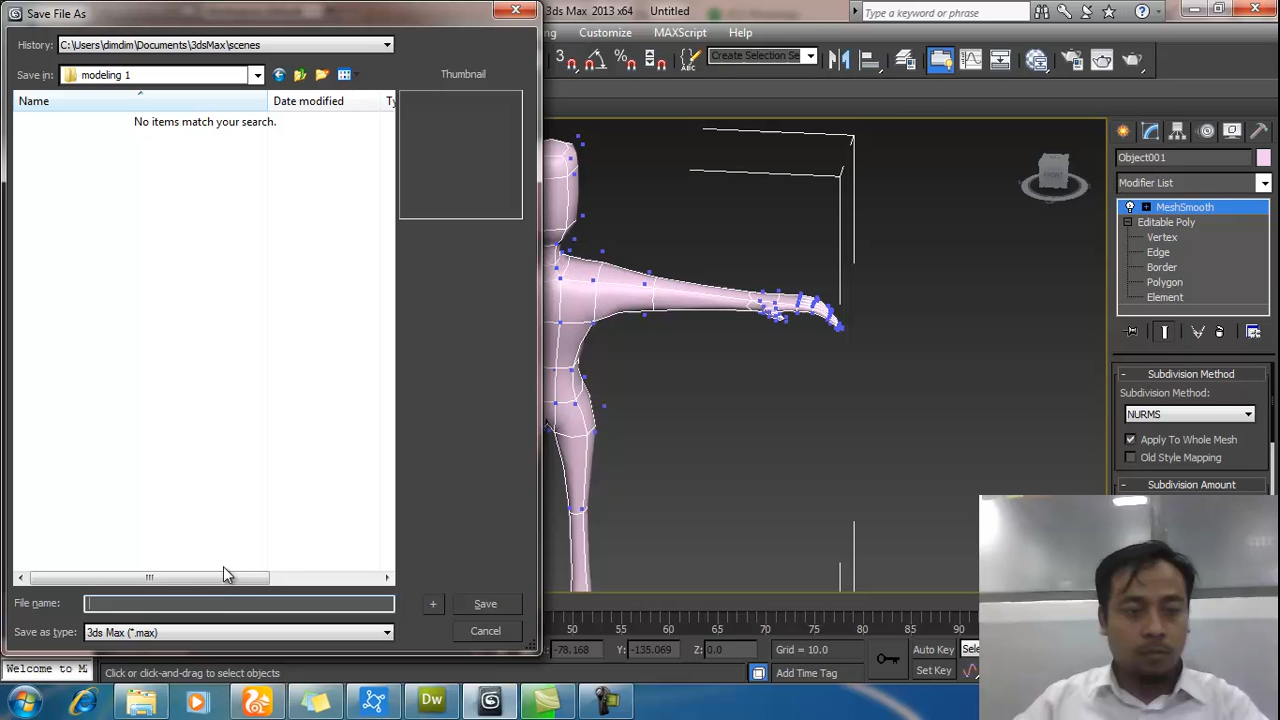 Save File As
3ds Max 2013 x64 Untitled
Type a keyword or phrase
History: C:\Users\dimdim\Documents\3dsMax\scenes
Customize MAXScript Help
Save in: modeling 1
Thumbnail
Create Selection Se
Name Date modified Ty
No items match your search.
FRONT
Object001
Modifier List
MeshSmooth
Editable Poly
Vertex
Edge
Border
Polygon
Element
Subdivision Method
Subdivision Method:
NURMS
Apply To Whole Mesh
Old Style Mapping
Subdivision Amount
File name: + Save
Save as type: 3ds Max (*.max) Cancel
50 55 60 65 70 75 80 85 90
-78.168 Y: -135.069 Z: 0.0 Grid = 10.0 Auto Key Sele
Welcome to M Click or click-and-drag to select objects Add Time Tag Set Key
Dw